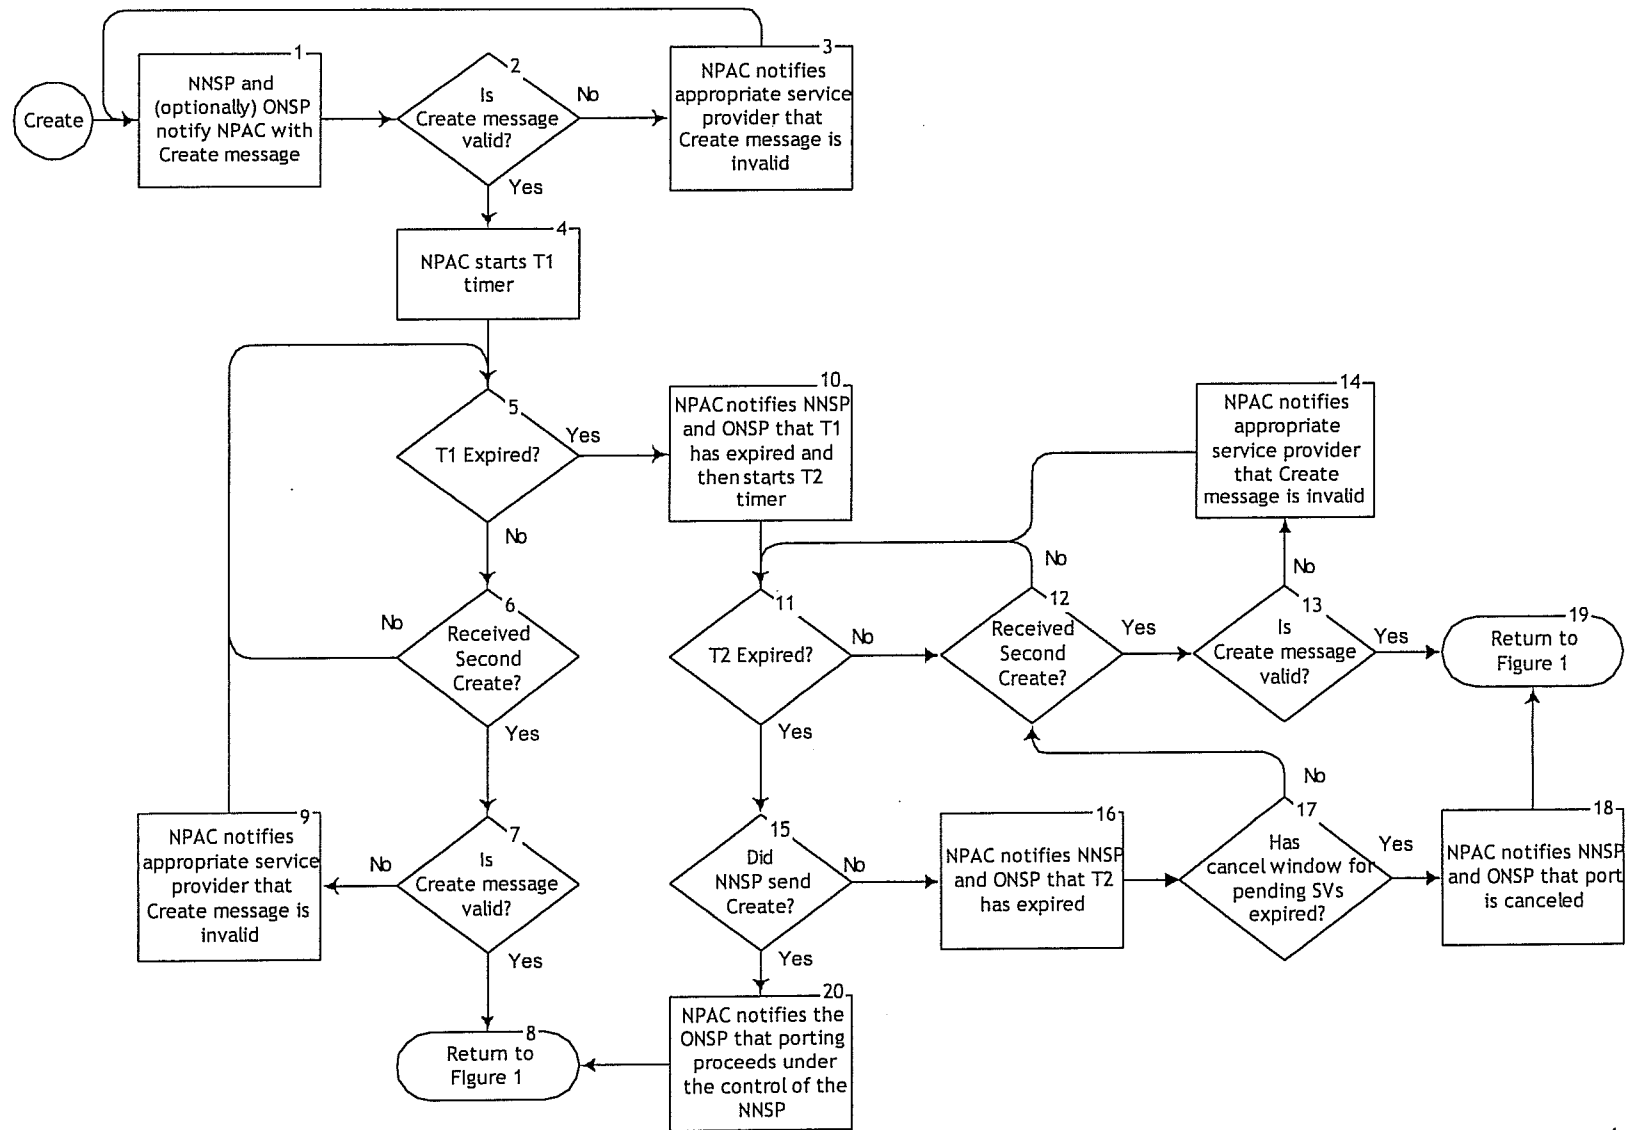 Create
1
NNSP and
(optionally) ONSP
notify NPAC with
Create message
2
Is
Create message
valid?
No
Yes
3
NPAC notifies
appropriate service
provider that
Create message is
invalid
4
NPAC starts T1
timer
5
T1 Expired?
Yes
No
10
NPAC notifies NNSP
and ONSP that T1
has expired and
then starts T2
timer
14
NPAC notifies
appropriate
service provider
that Create
message is invalid
6
Received
Second
Create?
No
Yes
11
T2 Expired?
No
Yes
12
Received
Second
Create?
No
Yes
13
Is
Create message
valid?
No
Yes
19
Return to
Figure 1
9
NPAC notifies
appropriate service
provider that
Create message is
invalid
7
Is
Create message
valid?
No
Yes
15
Did
NNSP send
Create?
No
Yes
16
NPAC notifies NNSP
and ONSP that T2
has expired
17
Has
cancel window for
pending SVs
expired?
No
Yes
18
NPAC notifies NNSP
and ONSP that port
is canceled
8
Return to
Figure 1
20
NPAC notifies the
ONSP that porting
proceeds under
the control of the
NNSP